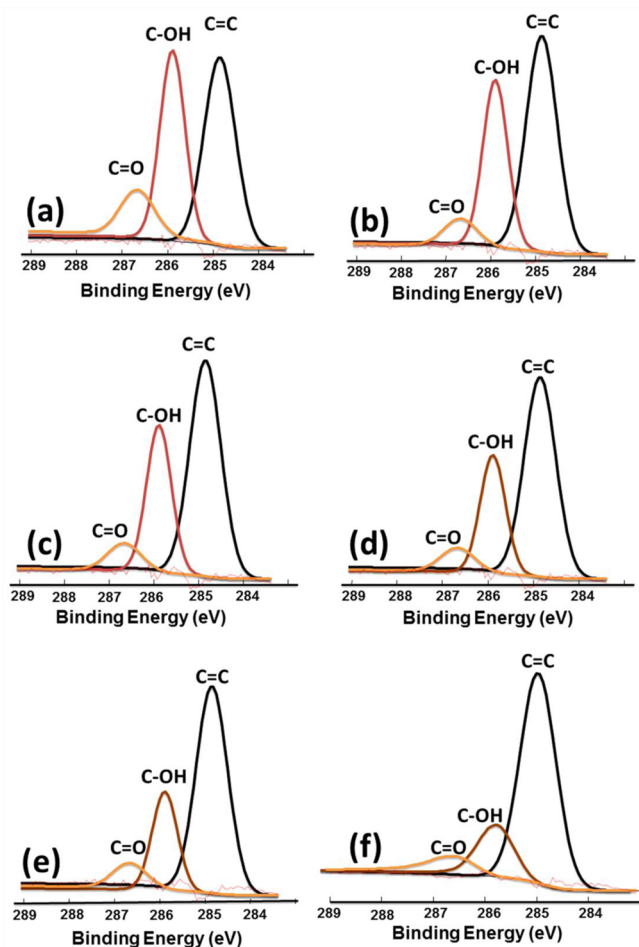 C-OH
C=C
C=O
(a)
289 288 287 286 285 284
Binding Energy (eV)
C=C
C-OH
C=O
(b)
289 288 287 286 285 284
Binding Energy (eV)
C=C
C-OH
C=O
(c)
289 288 287 286 285 284
Binding Energy (eV)
C=C
C-OH
C=O
(d)
289 288 287 286 285 284
Binding Energy (eV)
C=C
C-OH
C=O
(e)
289 288 287 286 285 284
Binding Energy (eV)
C=C
C-OH
C=O
(f)
289 288 287 286 285 284
Binding Energy (eV)